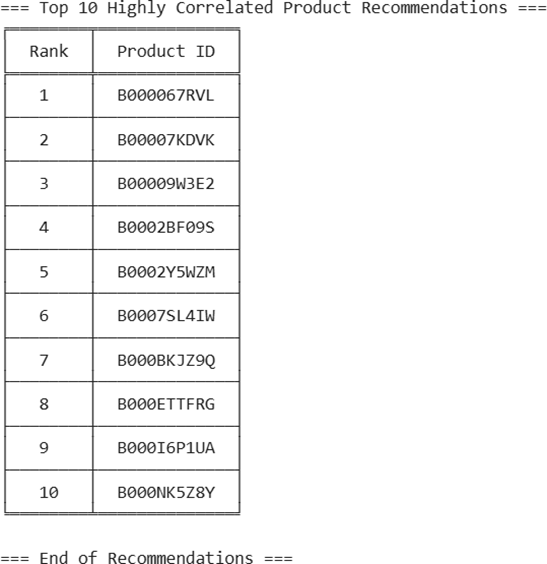 === Top 10 Highly Correlated Product Recommendations ===
Rank Product ID
1 B000067RVL
2 B00007KDVK
3 B00009W3E2
4 B0002BF09S
5 B0002Y5WZM
6 B0007SL4IW
7 B000BKJZ9Q
8 B000ETTFRG
9 B000I6P1UA
10 B000NK5Z8Y
=== End of Recommendations ===